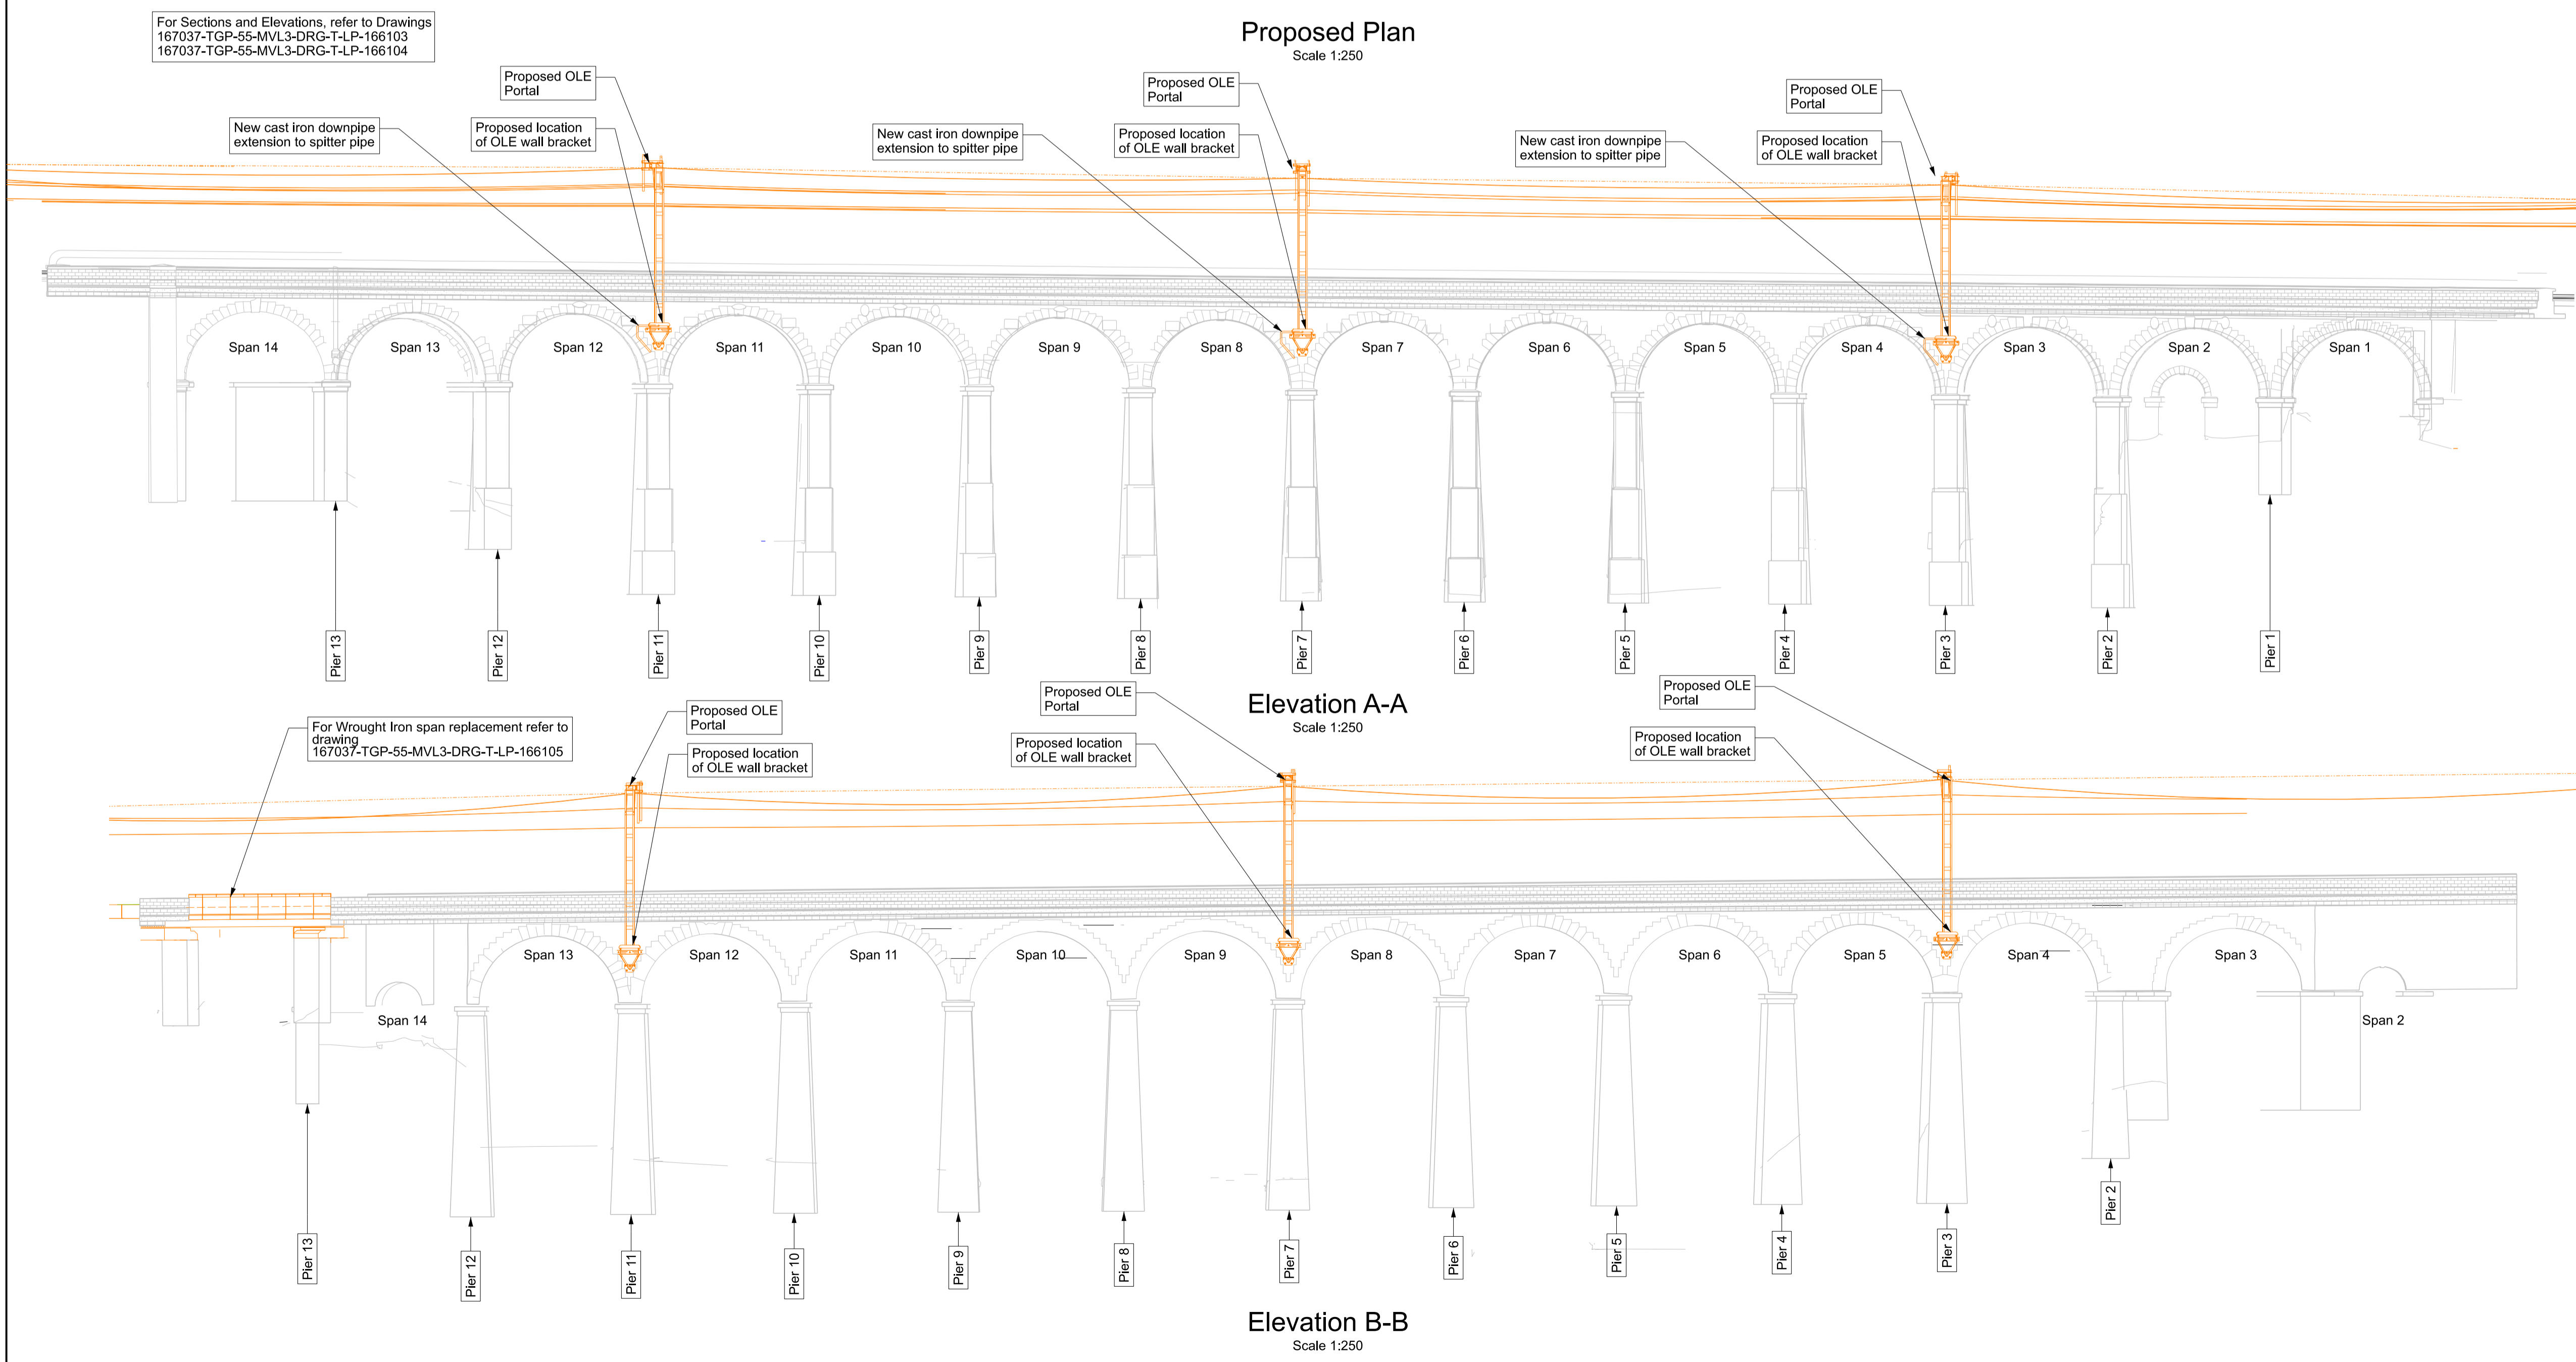 For Sections and Elevations, refer to Drawings
167037-TGP-55-MVL3-DRG-T-LP-166103
167037-TGP-55-MVL3-DRG-T-LP-166104
Proposed Plan
Scale 1:250
Proposed OLE
Portal
Proposed OLE
Portal
Proposed OLE
Portal
New cast iron downpipe
extension to spitter pipe
Proposed location
of OLE wall bracket
New cast iron downpipe
extension to spitter pipe
Proposed location
of OLE wall bracket
New cast iron downpipe
extension to spitter pipe
Proposed location
of OLE wall bracket
Span 14
Span 13
Span 12
Span 11
Span 10
Span 9
Span 8
Span 7
Span 6
Span 5
Span 4
Span 3
Span 2
Span 1
Pier 13
Pier 12
Pier 11
Pier 10
Pier 9
Pier 8
Pier 7
Pier 6
Pier 5
Pier 4
Pier 3
Pier 2
Pier 1
Elevation A-A
Scale 1:250
For Wrought Iron span replacement refer to
drawing
167037-TGP-55-MVL3-DRG-T-LP-166105
Proposed OLE
Portal
Proposed location
of OLE wall bracket
Proposed OLE
Portal
Proposed location
of OLE wall bracket
Proposed OLE
Portal
Proposed location
of OLE wall bracket
Span 13
Span 12
Span 11
Span 10
Span 9
Span 8
Span 7
Span 6
Span 5
Span 4
Span 3
Span 14
Span 2
Pier 13
Pier 12
Pier 11
Pier 10
Pier 9
Pier 8
Pier 7
Pier 6
Pier 5
Pier 4
Pier 3
Pier 2
Elevation B-B
Scale 1:250